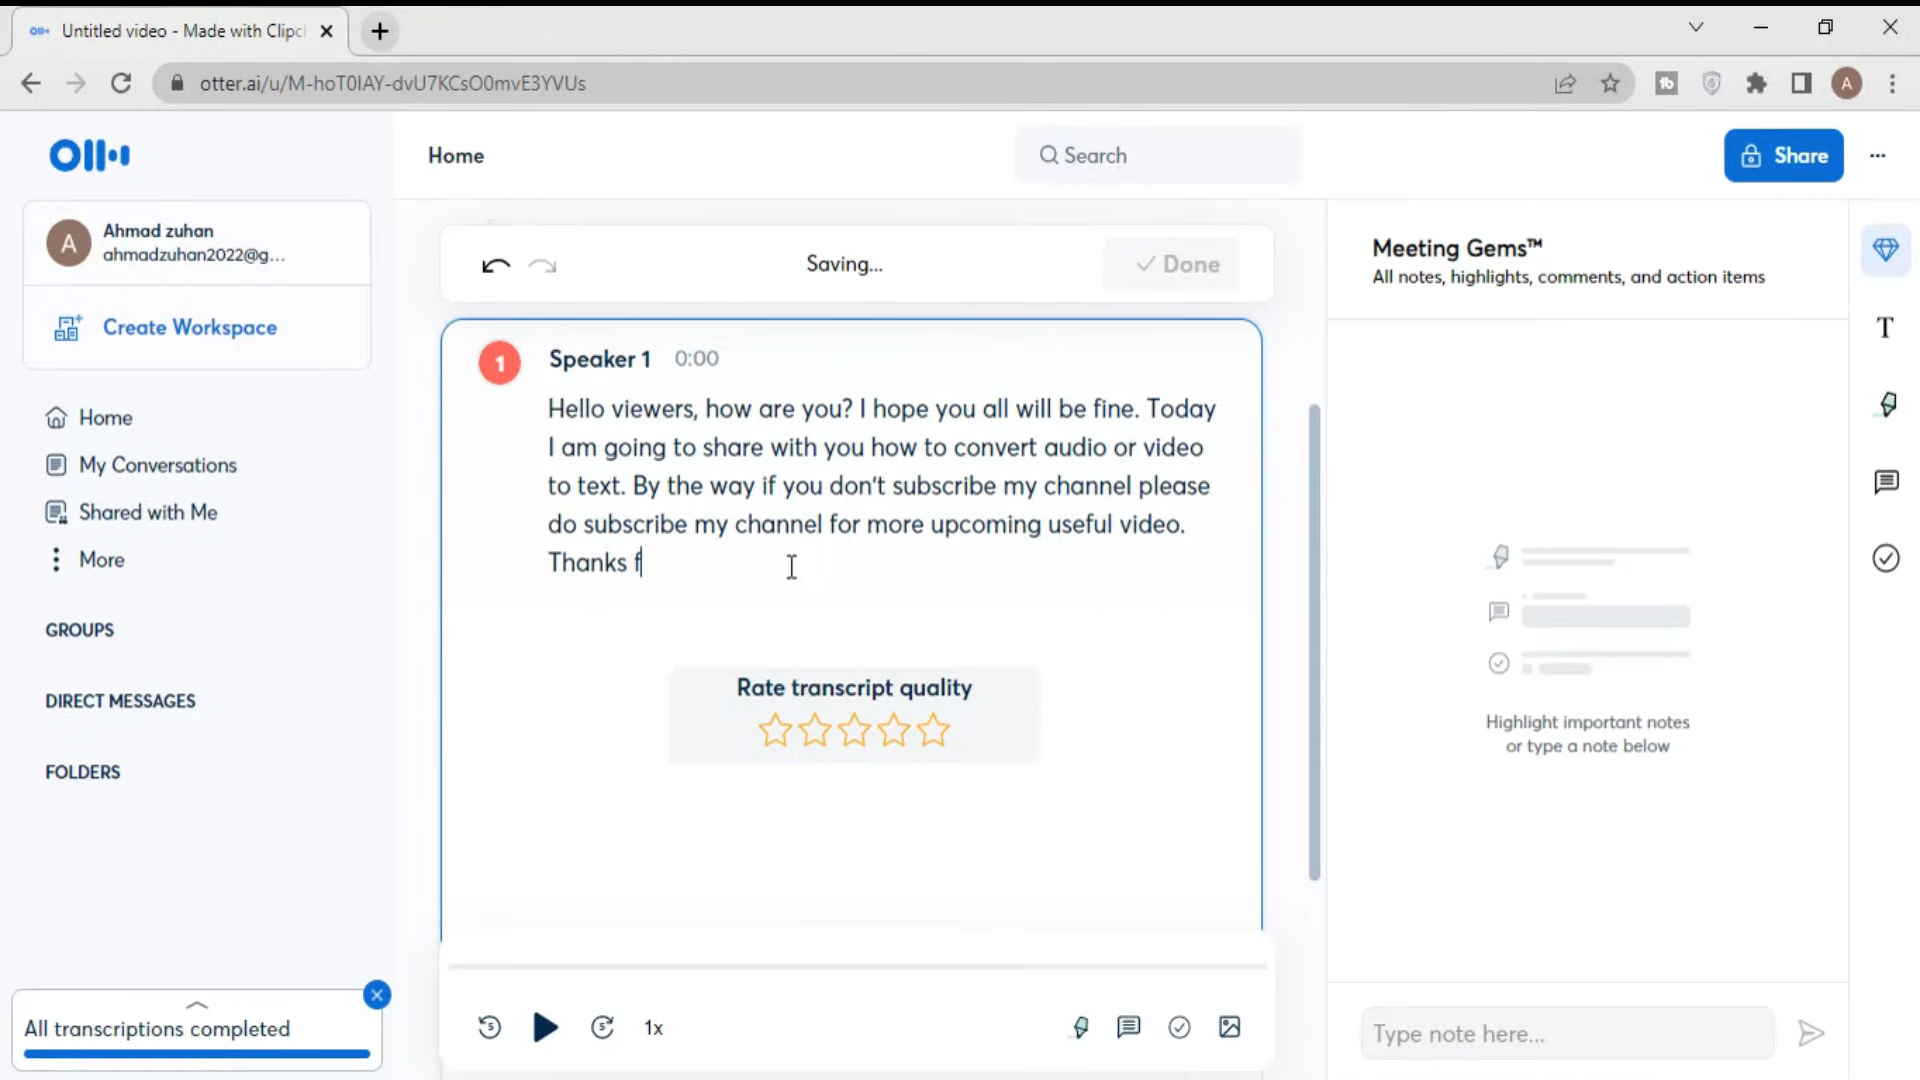 Untitled video - Made with Clipc
otter.ai/u/M-hoT0IAY-dvU7KCsO0mvE3YVUs
A
Home
Search
Share
A
Ahmad zuhan
ahmadzuhan2022@g...
Create Workspace
Home
My Conversations
Shared with Me
More
GROUPS
DIRECT MESSAGES
FOLDERS
All transcriptions completed
Saving...
Done
1
Speaker 1 0:00
Hello viewers, how are you? I hope you all will be fine. Today
I am going to share with you how to convert audio or video
to text. By the way if you don't subscribe my channel please
do subscribe my channel for more upcoming useful video.
Thanks f
Rate transcript quality
5
5
1x
Meeting Gems™
All notes, highlights, comments, and action items
Highlight important notes
or type a note below
Type note here...
T